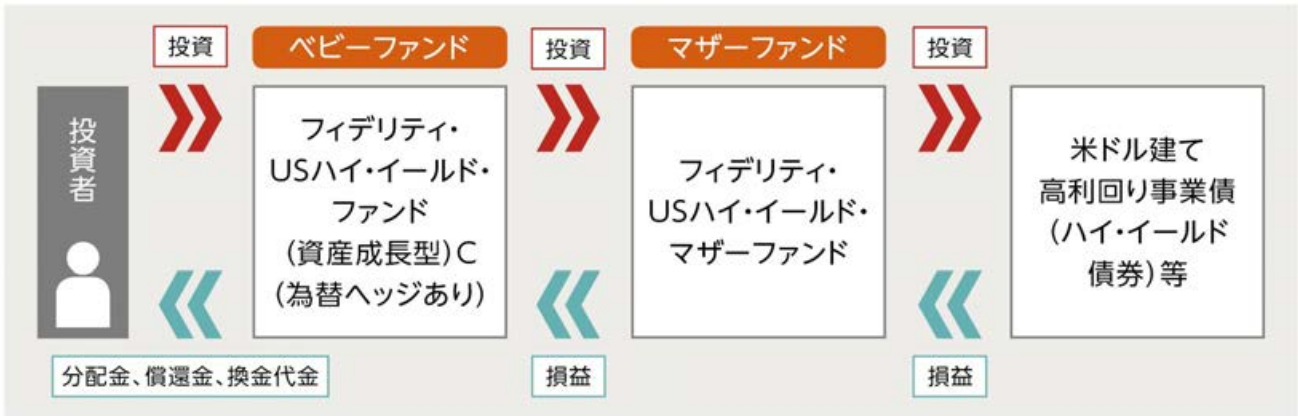 投資
ベビーファンド
投資
マザーファンド
投資
投資者
フィデリティ・
USハイ・イールド・
ファンド
(資産成長型)C
(為替ヘッジあり)
フィデリティ・
USハイ・イールド・
マザーファンド
米ドル建て
高利回り事業債
(ハイ・イールド
債券)等
分配金、償還金、換金代金
損益
損益